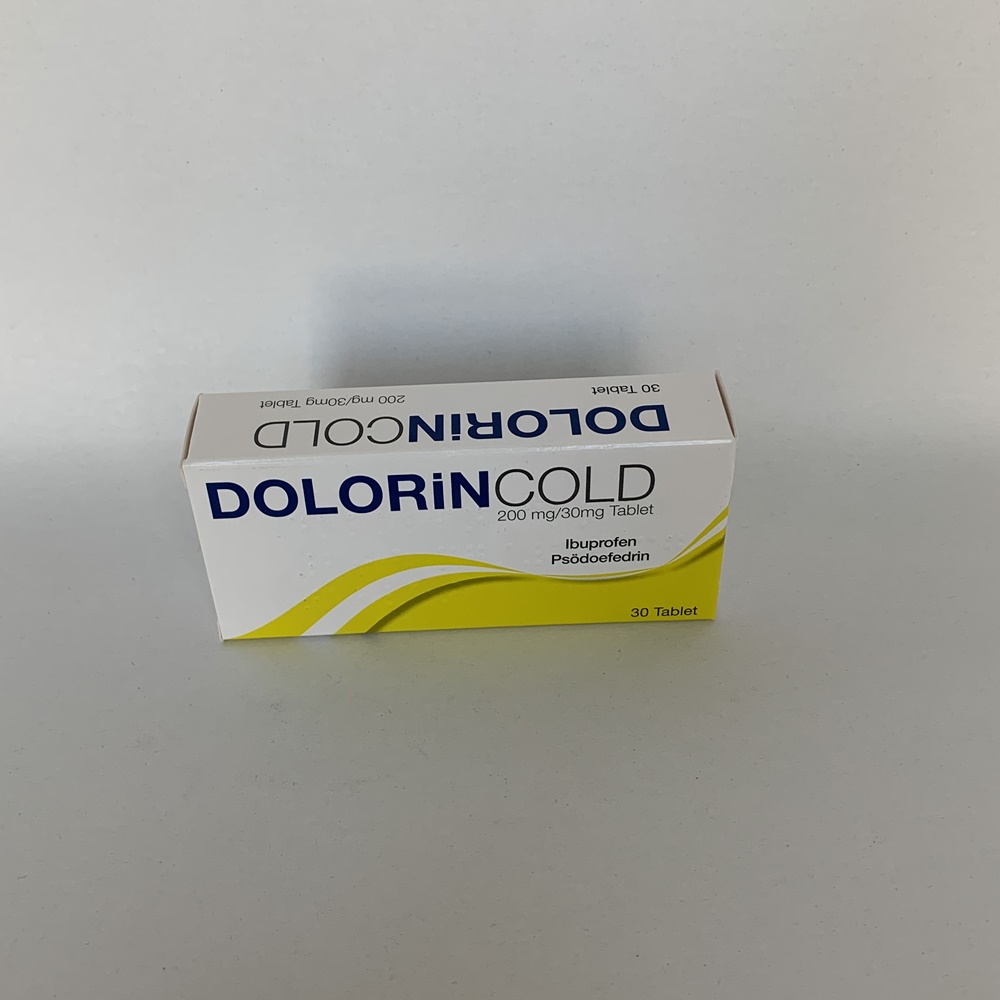 30 Tablet
200 mg/30mg Tablet
DOLORiNCOLD
DOLORiNCOLD
200 mg/30mg Tablet
Ibuprofen
Psödoefedrin
30 Tablet